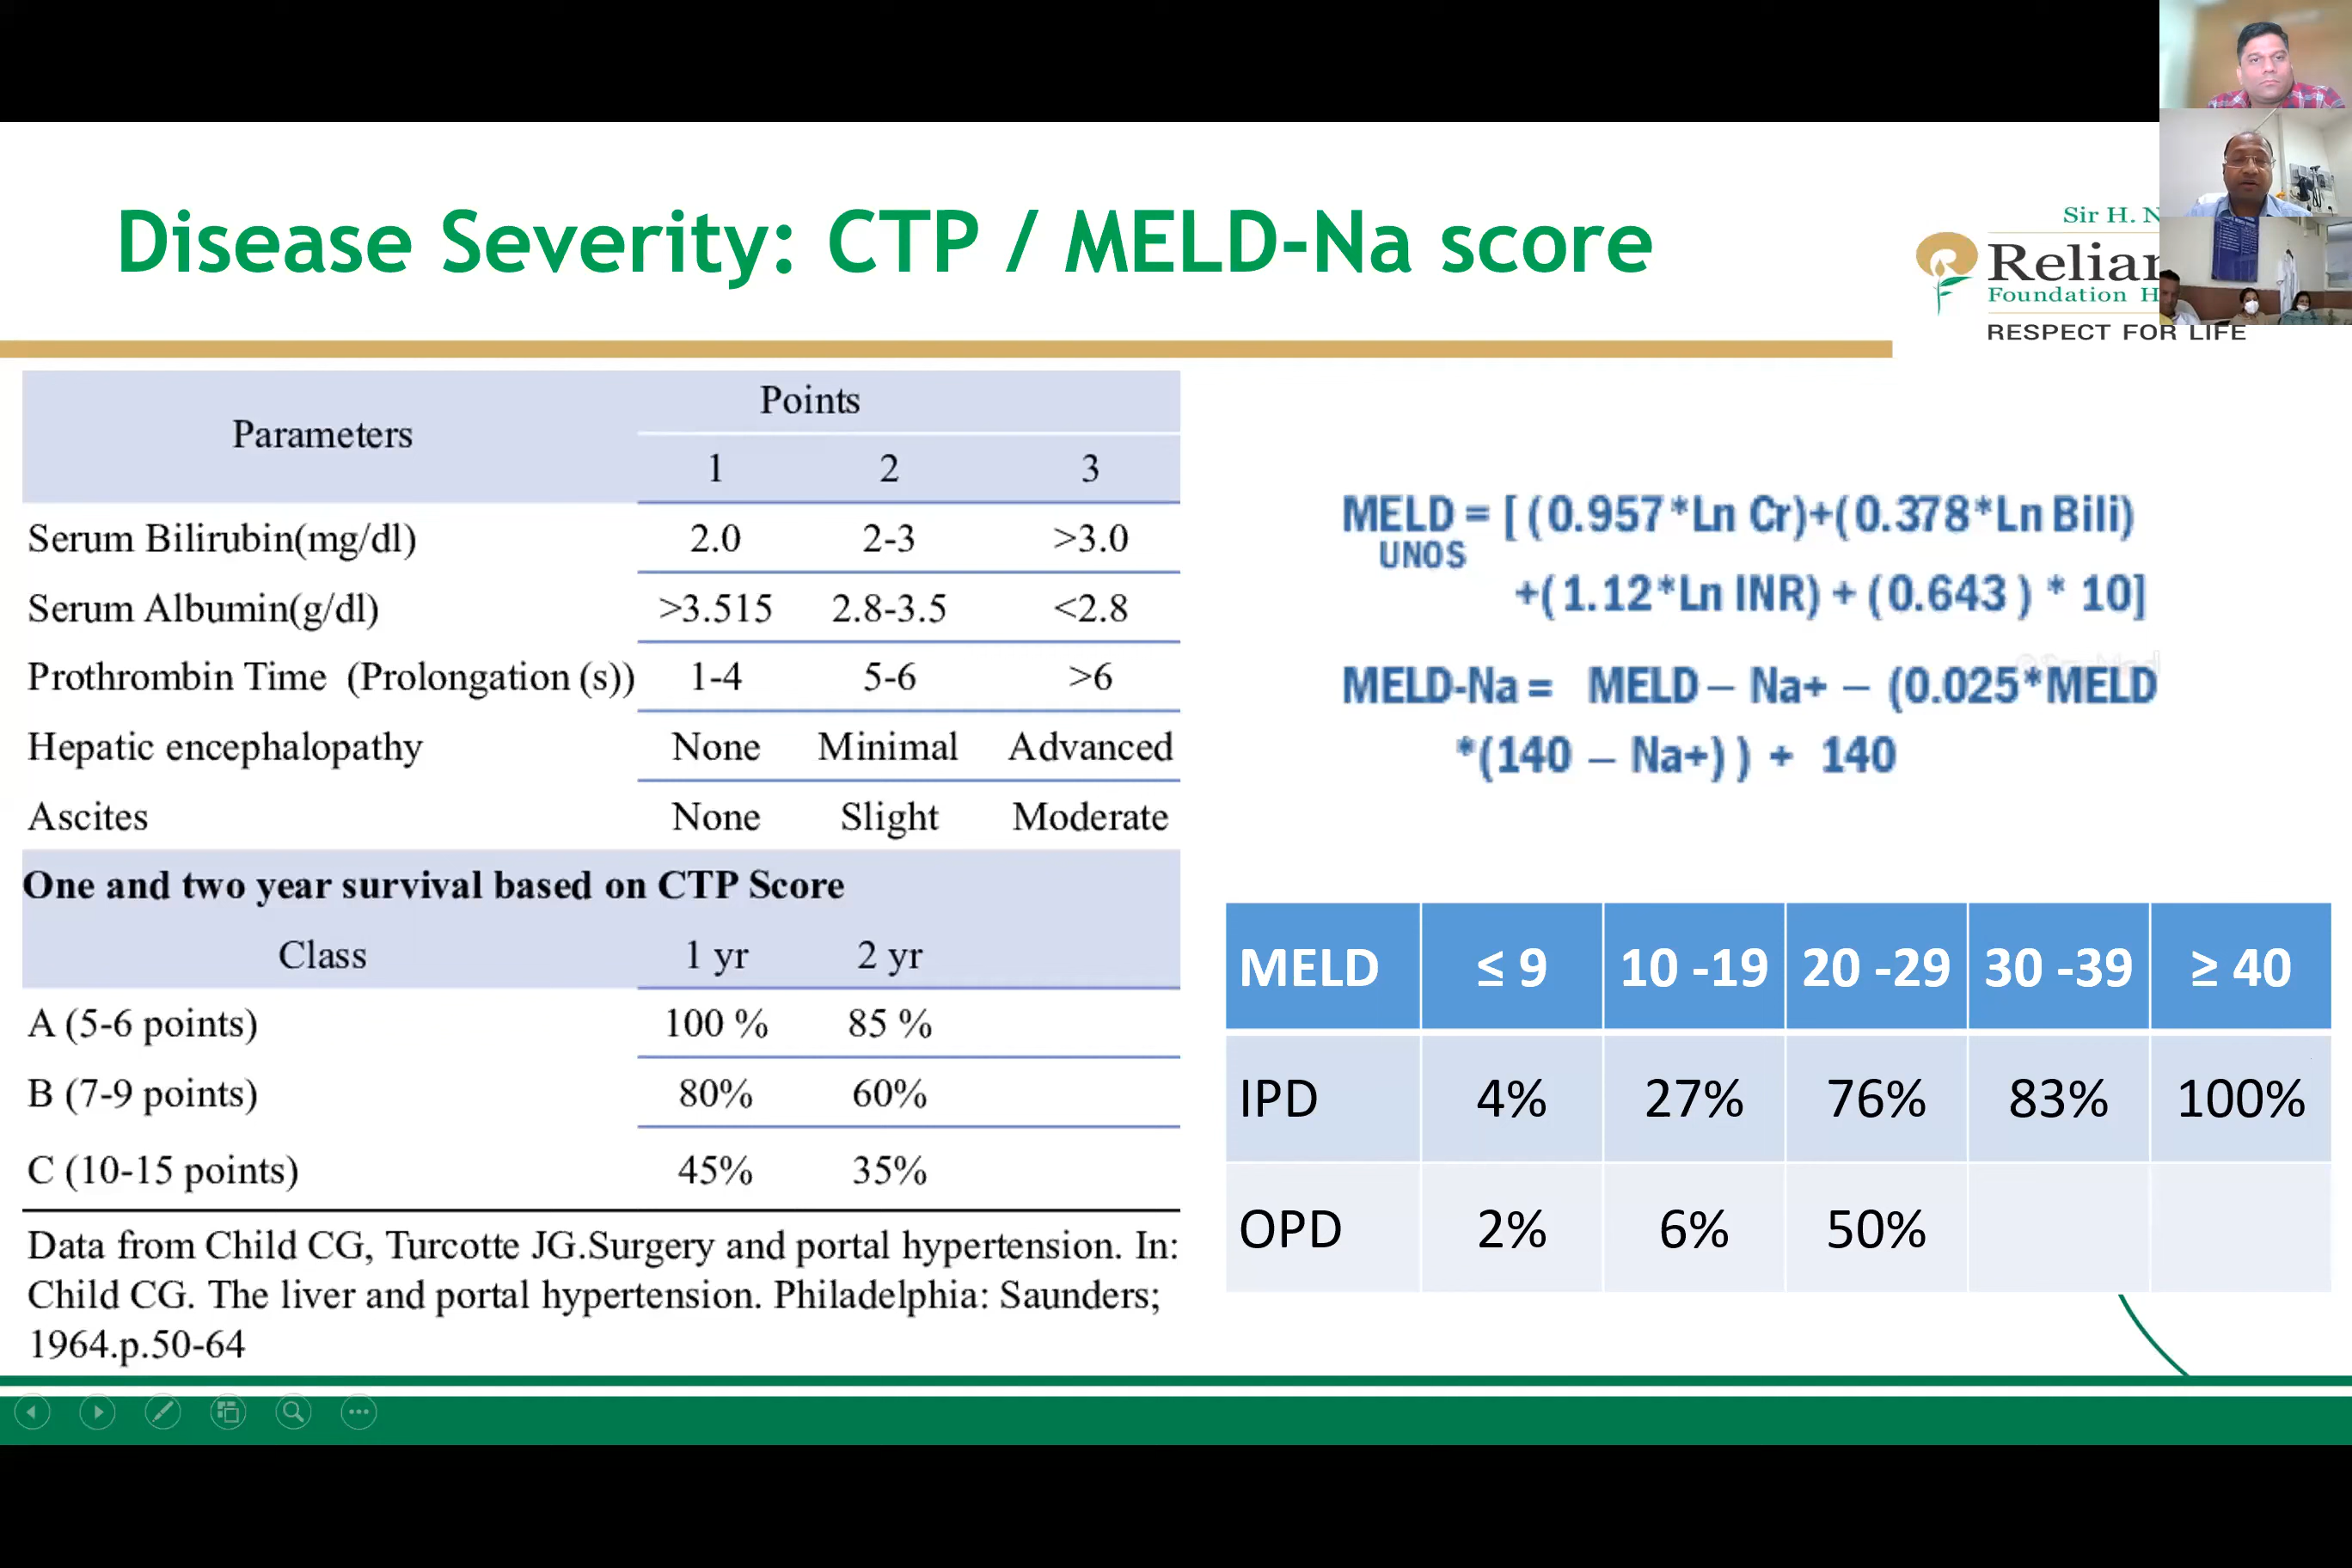 Disease Severity: CTP / MELD-Na score
Sir H. N
Relian
Foundation H
RESPECT FOR LIFE
Parameters Points
1 2 3
Serum Bilirubin(mg/dl) 2.0 2-3 >3.0
Serum Albumin(g/dl) >3.515 2.8-3.5 <2.8
Prothrombin Time (Prolongation (s)) 1-4 5-6 >6
Hepatic encephalopathy None Minimal Advanced
Ascites None Slight Moderate
One and two year survival based on CTP Score
Class 1 yr 2 yr
A (5-6 points) 100 % 85 %
B (7-9 points) 80% 60%
C (10-15 points) 45% 35%
Data from Child CG, Turcotte JG.Surgery and portal hypertension. In:
Child CG. The liver and portal hypertension. Philadelphia: Saunders;
1964.p.50-64
MELD = [ (0.957*Ln Cr)+(0.378*Ln Bili)
UNOS
+(1.12*Ln INR) + (0.643 ) * 10]
MELD-Na = MELD – Na+ – (0.025*MELD
*(140 – Na+) ) + 140
MELD ≤ 9 10 -19 20 -29 30 -39 ≥ 40
IPD 4% 27% 76% 83% 100%
OPD 2% 6% 50%